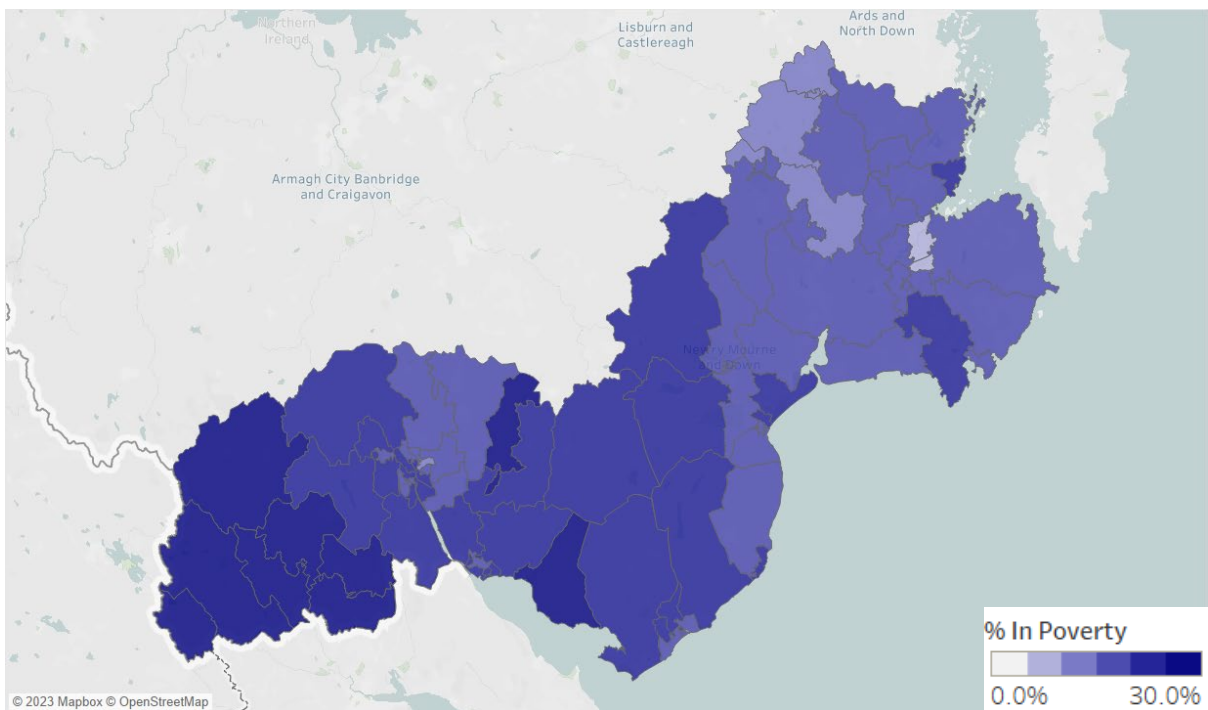 Northern
Ireland
Lisburn and
Castlereagh
Ards and
North Down
Armagh City Banbridge
and Craigavon
Newry Mourne
and Down
% In Poverty
0.0% 30.0%
© 2023 Mapbox © OpenStreetMap